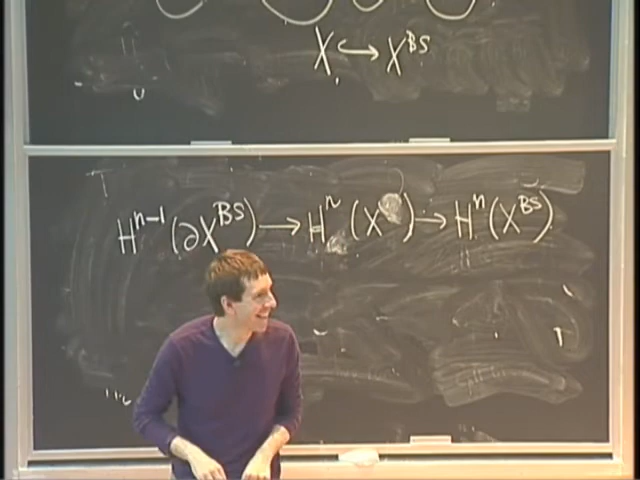 X ↪ X^{BS}
H^{n-1}(∂X^{BS}) → H^n(X) → H^n(X^{BS})